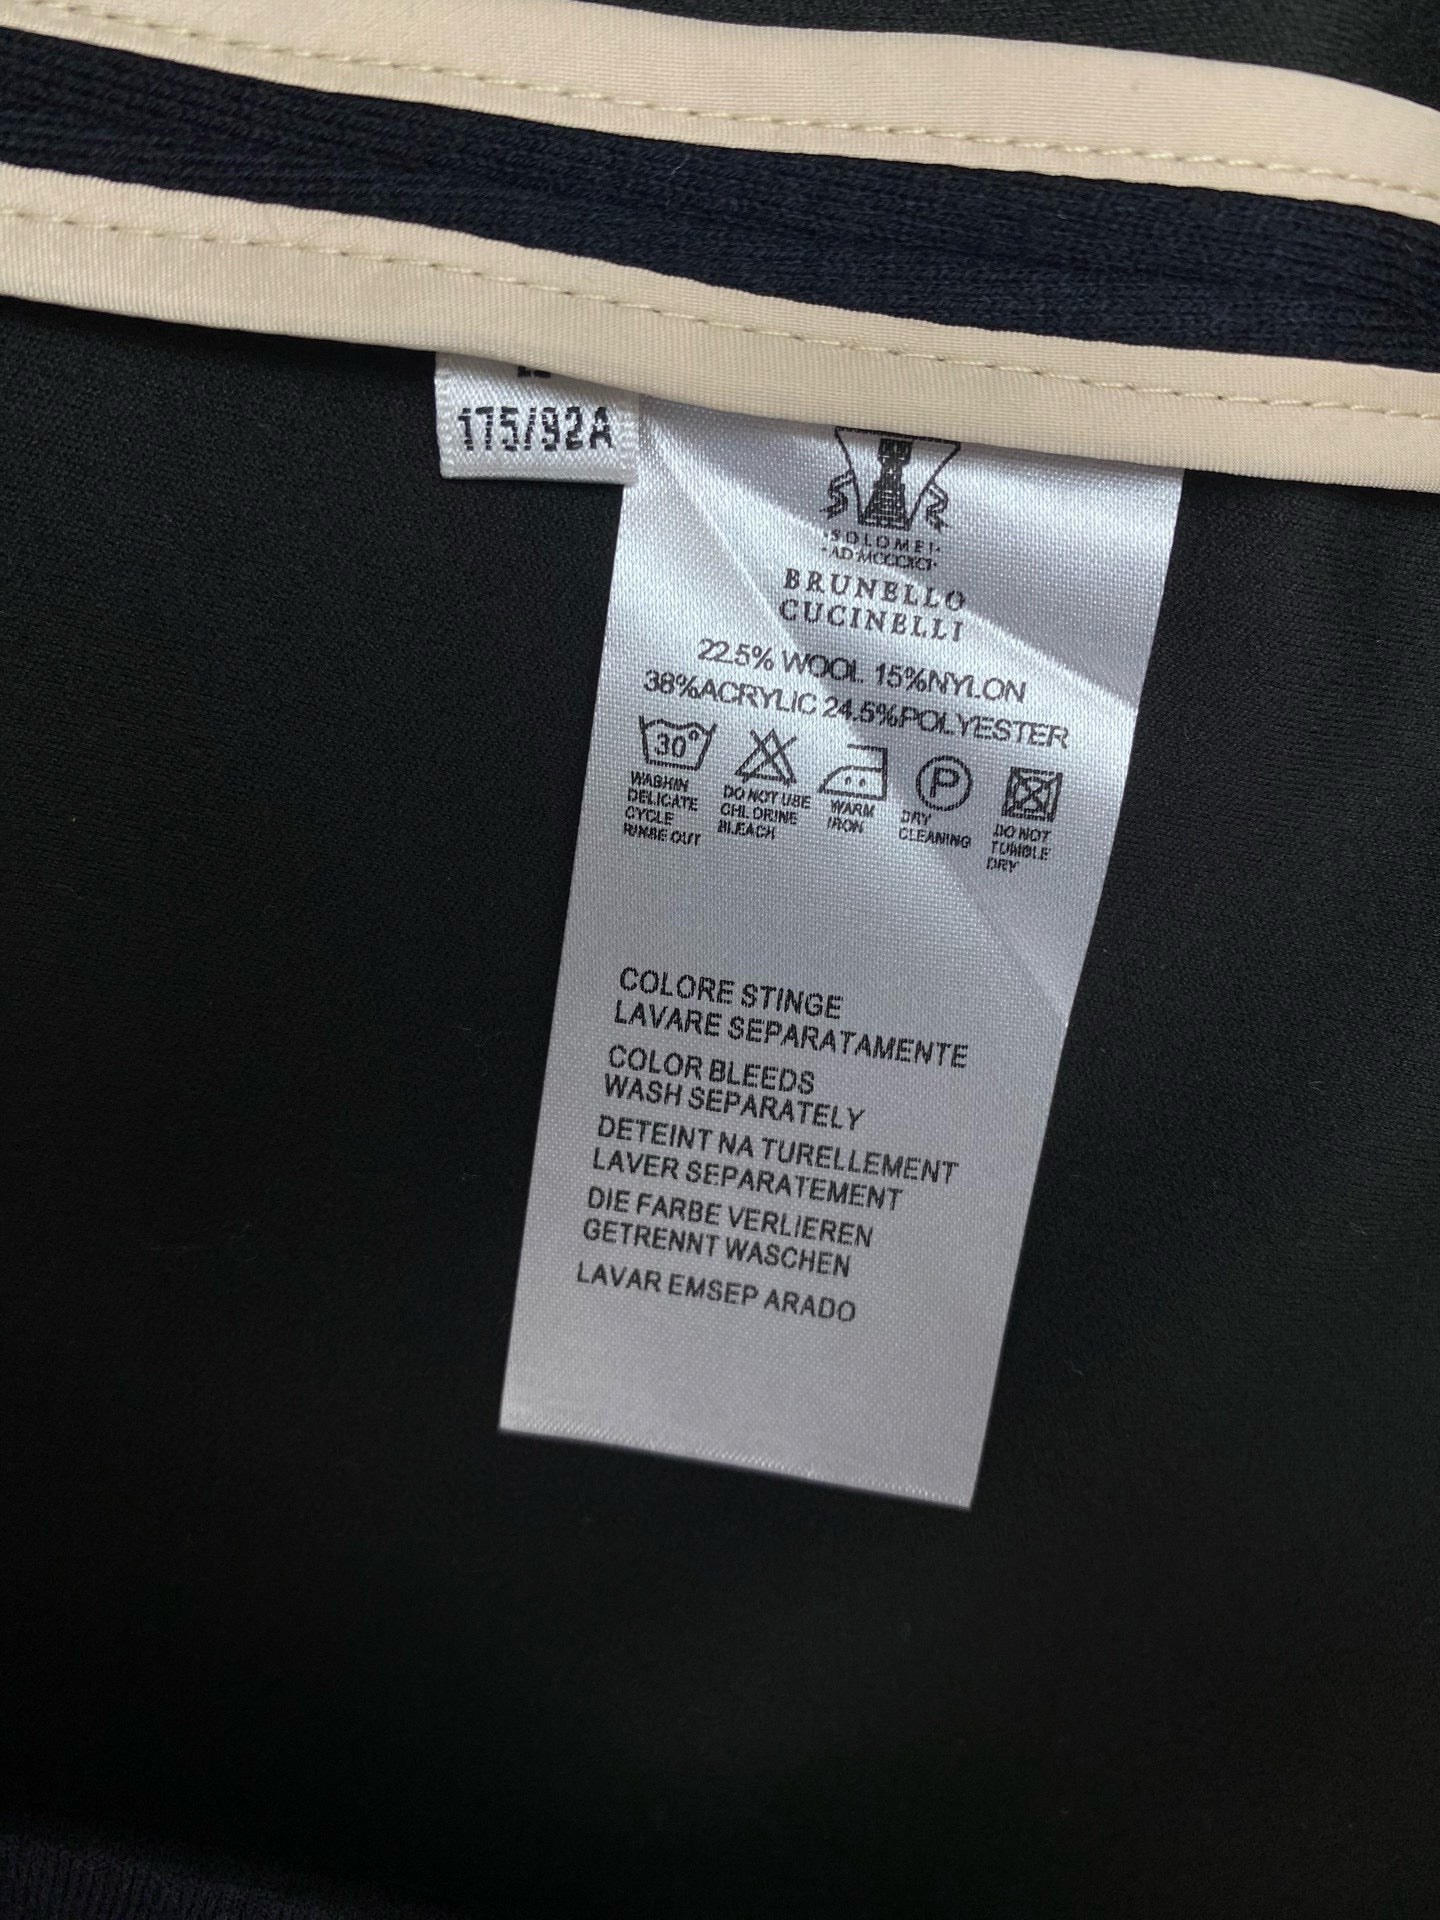 175/92A
·SOLOMEI·
·AD MCCCXCI·
BRUNELLO
CUCINELLI
22.5% WOOL 15%NYLON
38%ACRYLIC 24.5%POLYESTER
30° P
WASHIN
DELICATE
CYCLE
RINSE OUT
DO NOT USE
CHLORINE
BLEACH
WARM
IRON
DRY
CLEANING
DO NOT
TUMBLE
DRY
COLORE STINGE
LAVARE SEPARATAMENTE
COLOR BLEEDS
WASH SEPARATELY
DETEINT NA TURELLEMENT
LAVER SEPARATEMENT
DIE FARBE VERLIEREN
GETRENNT WASCHEN
LAVAR EMSEP ARADO